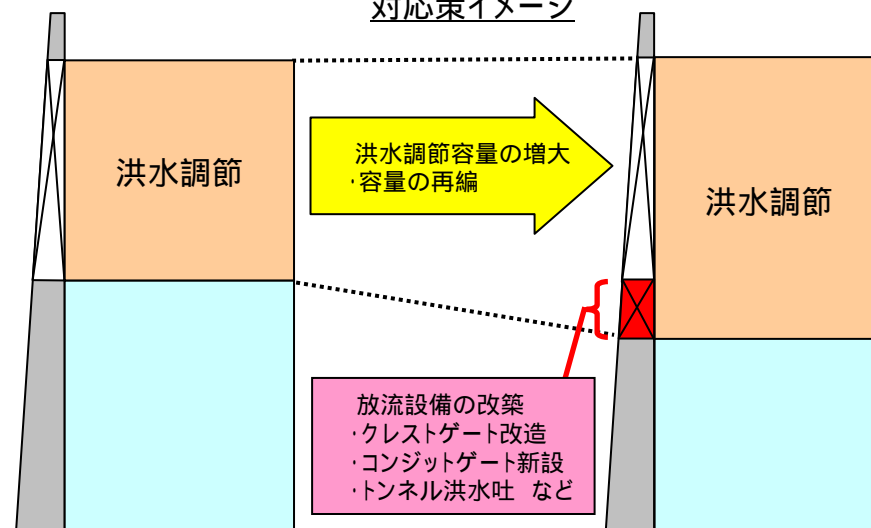 対応策イメージ
洪水調節
洪水調節容量の増大
・容量の再編
洪水調節
放流設備の改築
・クレストゲート改造
・コンジットゲート新設
・トンネル洪水吐 など